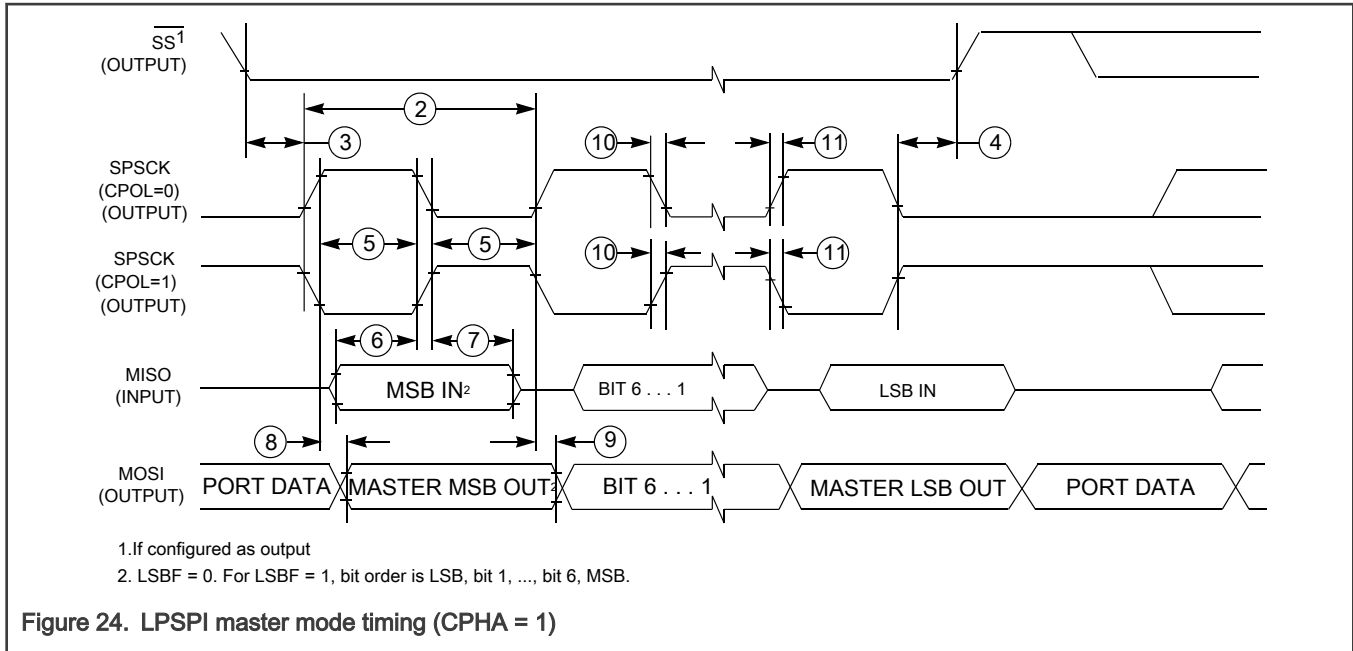 SS1
(OUTPUT)
2
3
10
11
4
SPSCK
(CPOL=0)
(OUTPUT)
5
5
SPSCK
(CPOL=1)
(OUTPUT)
10
11
6
7
MISO
(INPUT)
MSB IN2
BIT 6 . . . 1
LSB IN
8
9
MOSI
(OUTPUT)
PORT DATA
MASTER MSB OUT2
BIT 6 . . . 1
MASTER LSB OUT
PORT DATA
1.If configured as output
2. LSBF = 0. For LSBF = 1, bit order is LSB, bit 1, ..., bit 6, MSB.
Figure 24. LPSPI master mode timing (CPHA = 1)